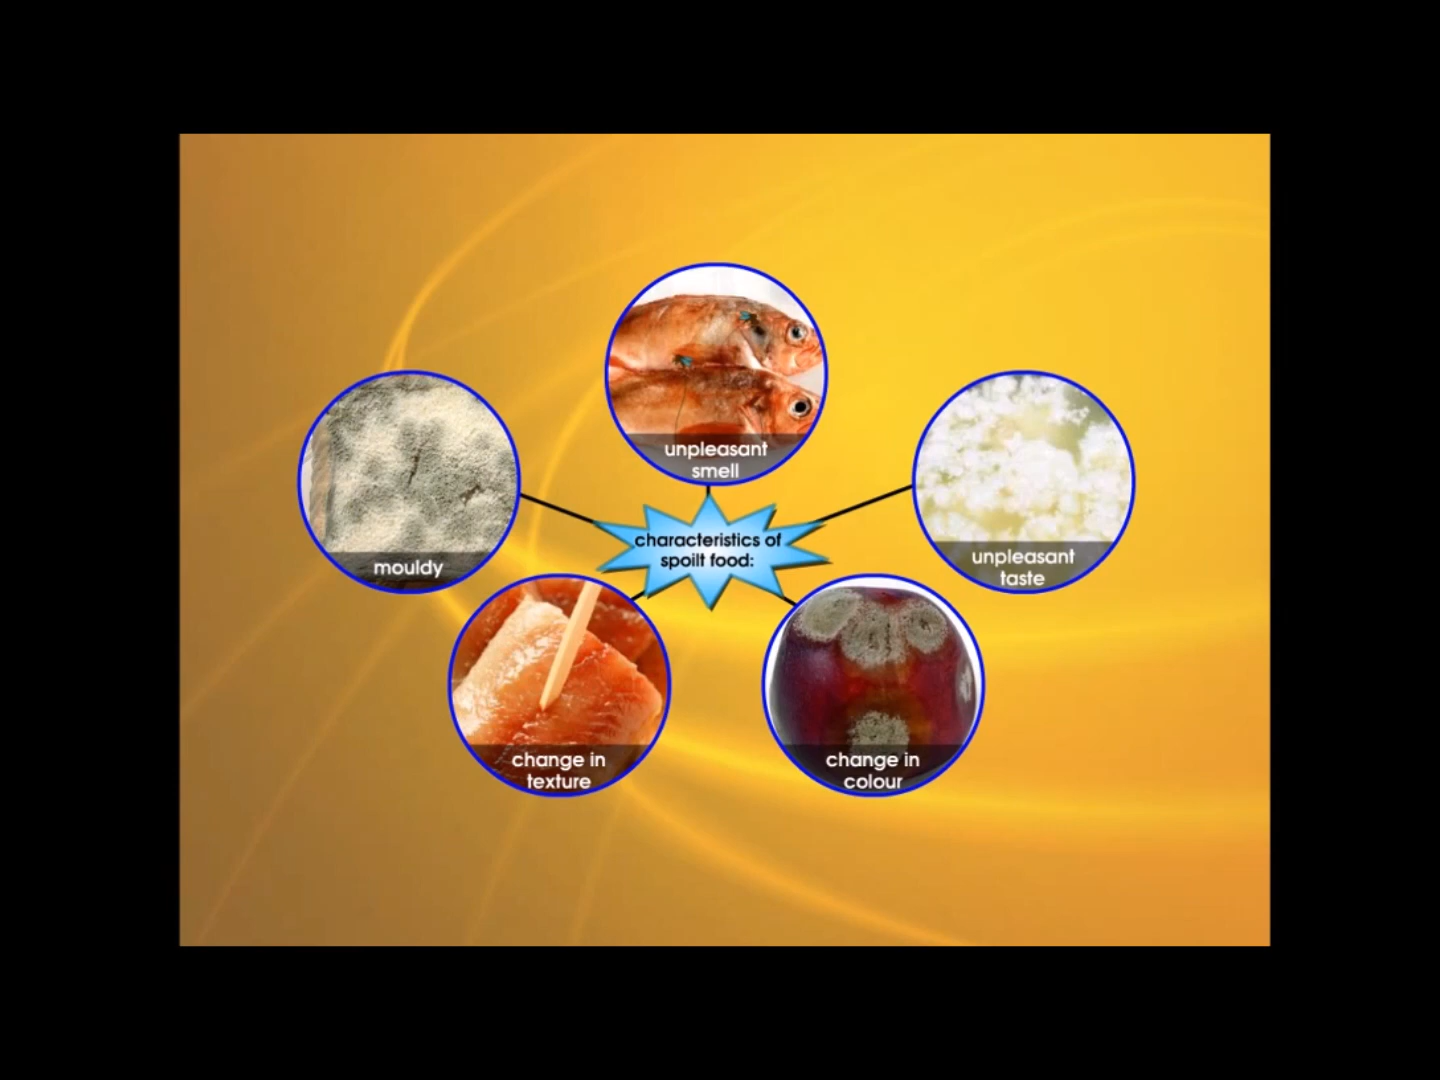 unpleasant
smell
mouldy
unpleasant
taste
characteristics of
spoilt food:
change in
texture
change in
colour